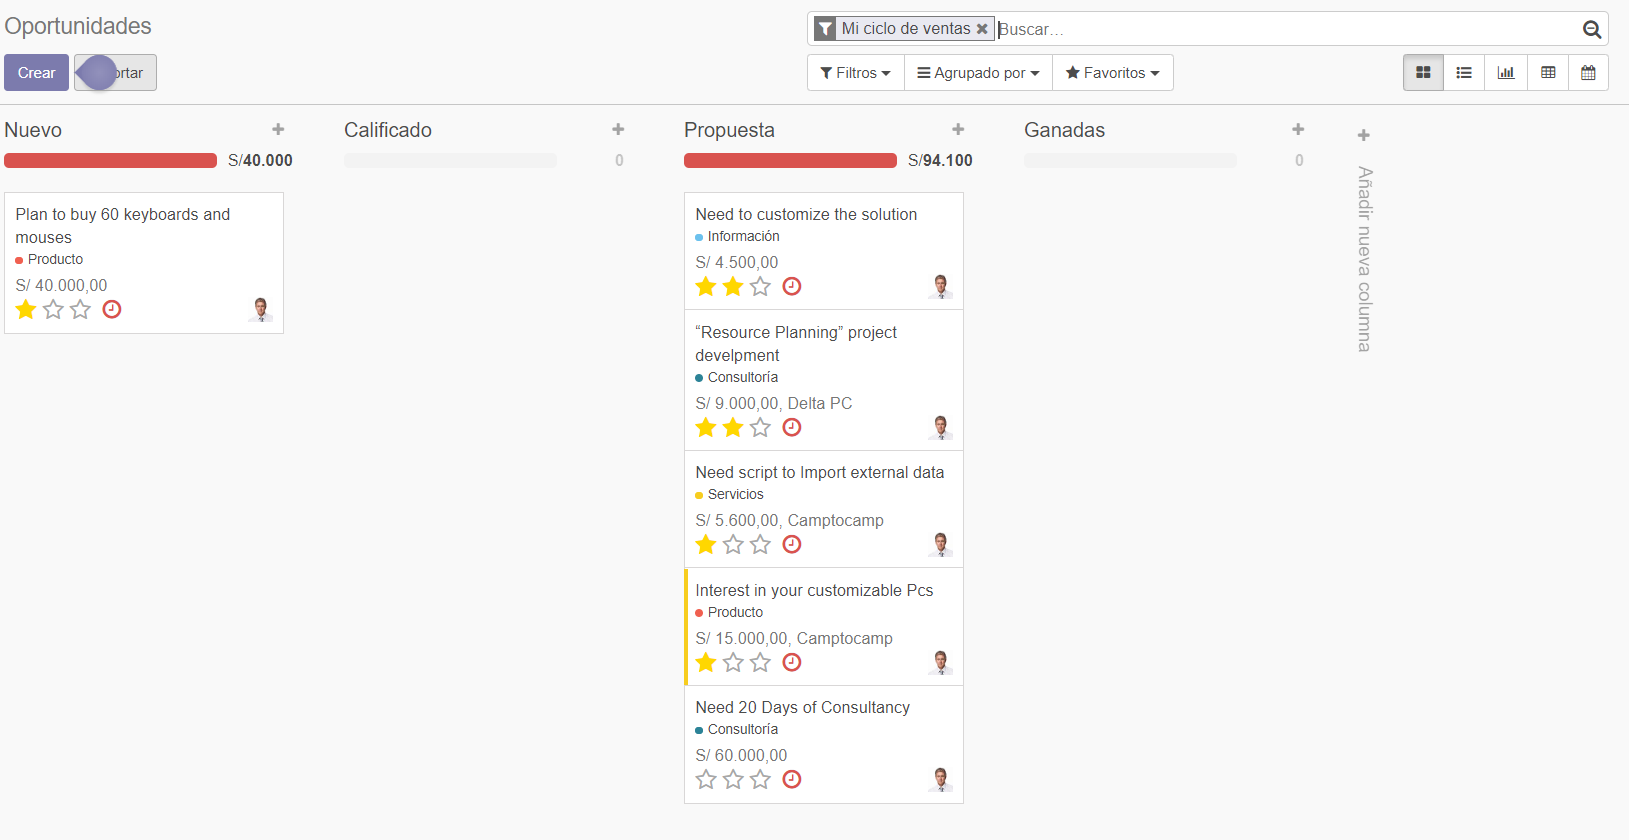 Oportunidades
Mi ciclo de ventas
Buscar...
Crear
ortar
Filtros
Agrupado por
Favoritos
Nuevo
S/40.000
Plan to buy 60 keyboards and
mouses
Producto
S/ 40.000,00
Calificado
0
Propuesta
S/94.100
Need to customize the solution
Información
S/ 4.500,00
“Resource Planning” project
develpment
Consultoría
S/ 9.000,00, Delta PC
Need script to Import external data
Servicios
S/ 5.600,00, Camptocamp
Interest in your customizable Pcs
Producto
S/ 15.000,00, Camptocamp
Need 20 Days of Consultancy
Consultoría
S/ 60.000,00
Ganadas
0
Añadir nueva columna